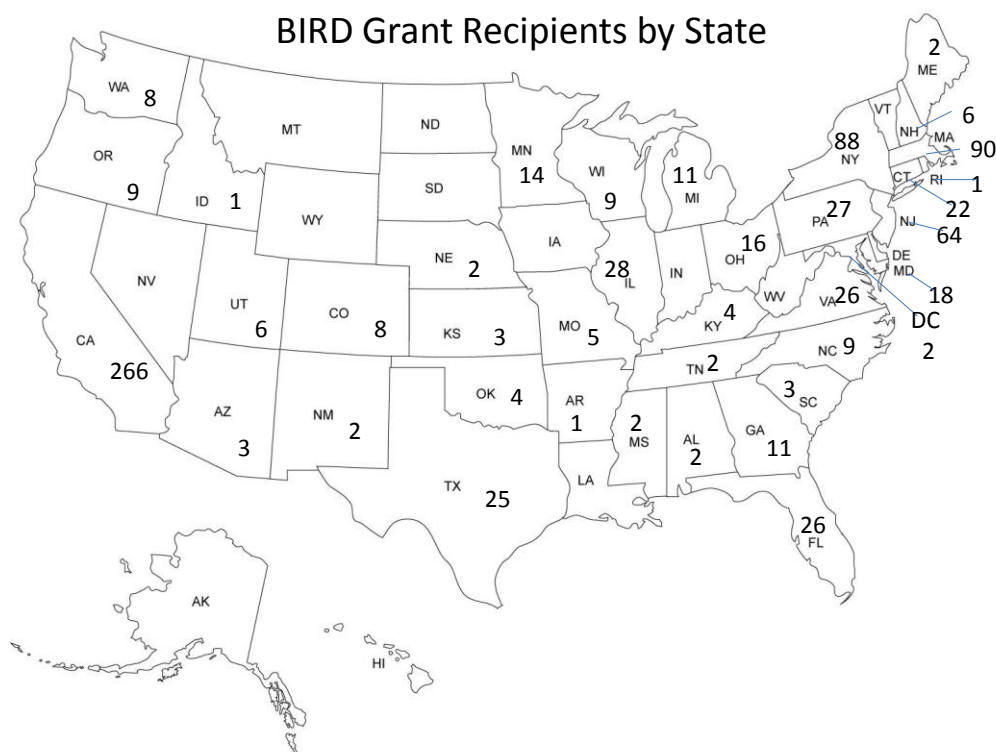 BIRD Grant Recipients by State
WA 8
OR
9
ID 1
MT
WY
NV
CA
266
UT
6
CO 8
AZ
3
NM 2
ND
SD
NE
2
KS 3
OK 4
TX 25
MN
14
IA
MO 5
AR
1
LA
WI
9
28
IL
11
MI
IN
16
OH
4
KY
TN 2
2
MS
AL
2
GA
11
26
FL
3
SC
NC 9
VA 26
WV
27
PA
88
NY
VT
2
ME
6
NH
MA
90
CT
RI
1
22
NJ
64
DE
MD
18
DC
2
AK
HI